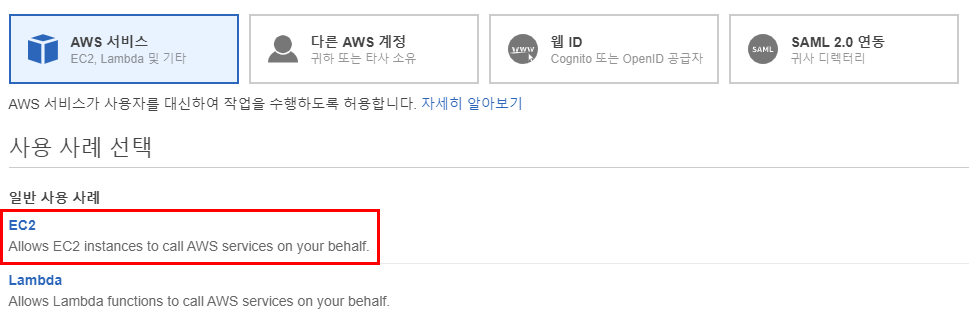 AWS 서비스
EC2, Lambda 및 기타
다른 AWS 계정
귀하 또는 타사 소유
WWW
웹 ID
Cognito 또는 OpenID 공급자
SAML
SAML 2.0 연동
귀사 디렉터리
AWS 서비스가 사용자를 대신하여 작업을 수행하도록 허용합니다. 자세히 알아보기
사용 사례 선택
일반 사용 사례
EC2
Allows EC2 instances to call AWS services on your behalf.
Lambda
Allows Lambda functions to call AWS services on your behalf.